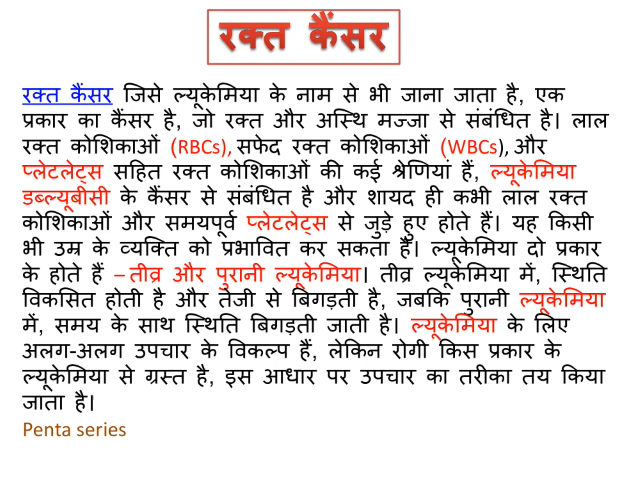 रक्त कैंसर
रक्त कैंसर जिसे ल्यूकेमिया के नाम से भी जाना जाता है, एक
प्रकार का कैंसर है, जो रक्त और अस्थि मज्जा से संबंधित है। लाल
रक्त कोशिकाओं (RBCs), सफेद रक्त कोशिकाओं (WBCs), और
प्लेटलेट्स सहित रक्त कोशिकाओं की कई श्रेणियां हैं, ल्यूकेमिया
डब्ल्यूबीसी के कैंसर से संबंधित है और शायद ही कभी लाल रक्त
कोशिकाओं और समयपूर्व प्लेटलेट्स से जुड़े हुए होते हैं। यह किसी
भी उम्र के व्यक्ति को प्रभावित कर सकता है। ल्यूकेमिया दो प्रकार
के होते हैं – तीव्र और पुरानी ल्यूकेमिया। तीव्र ल्यूकेमिया में, स्थिति
विकसित होती है और तेजी से बिगड़ती है, जबकि पुरानी ल्यूकेमिया
में, समय के साथ स्थिति बिगड़ती जाती है। ल्यूकेमिया के लिए
अलग-अलग उपचार के विकल्प हैं, लेकिन रोगी किस प्रकार के
ल्यूकेमिया से ग्रस्त है, इस आधार पर उपचार का तरीका तय किया
जाता है।
Penta series